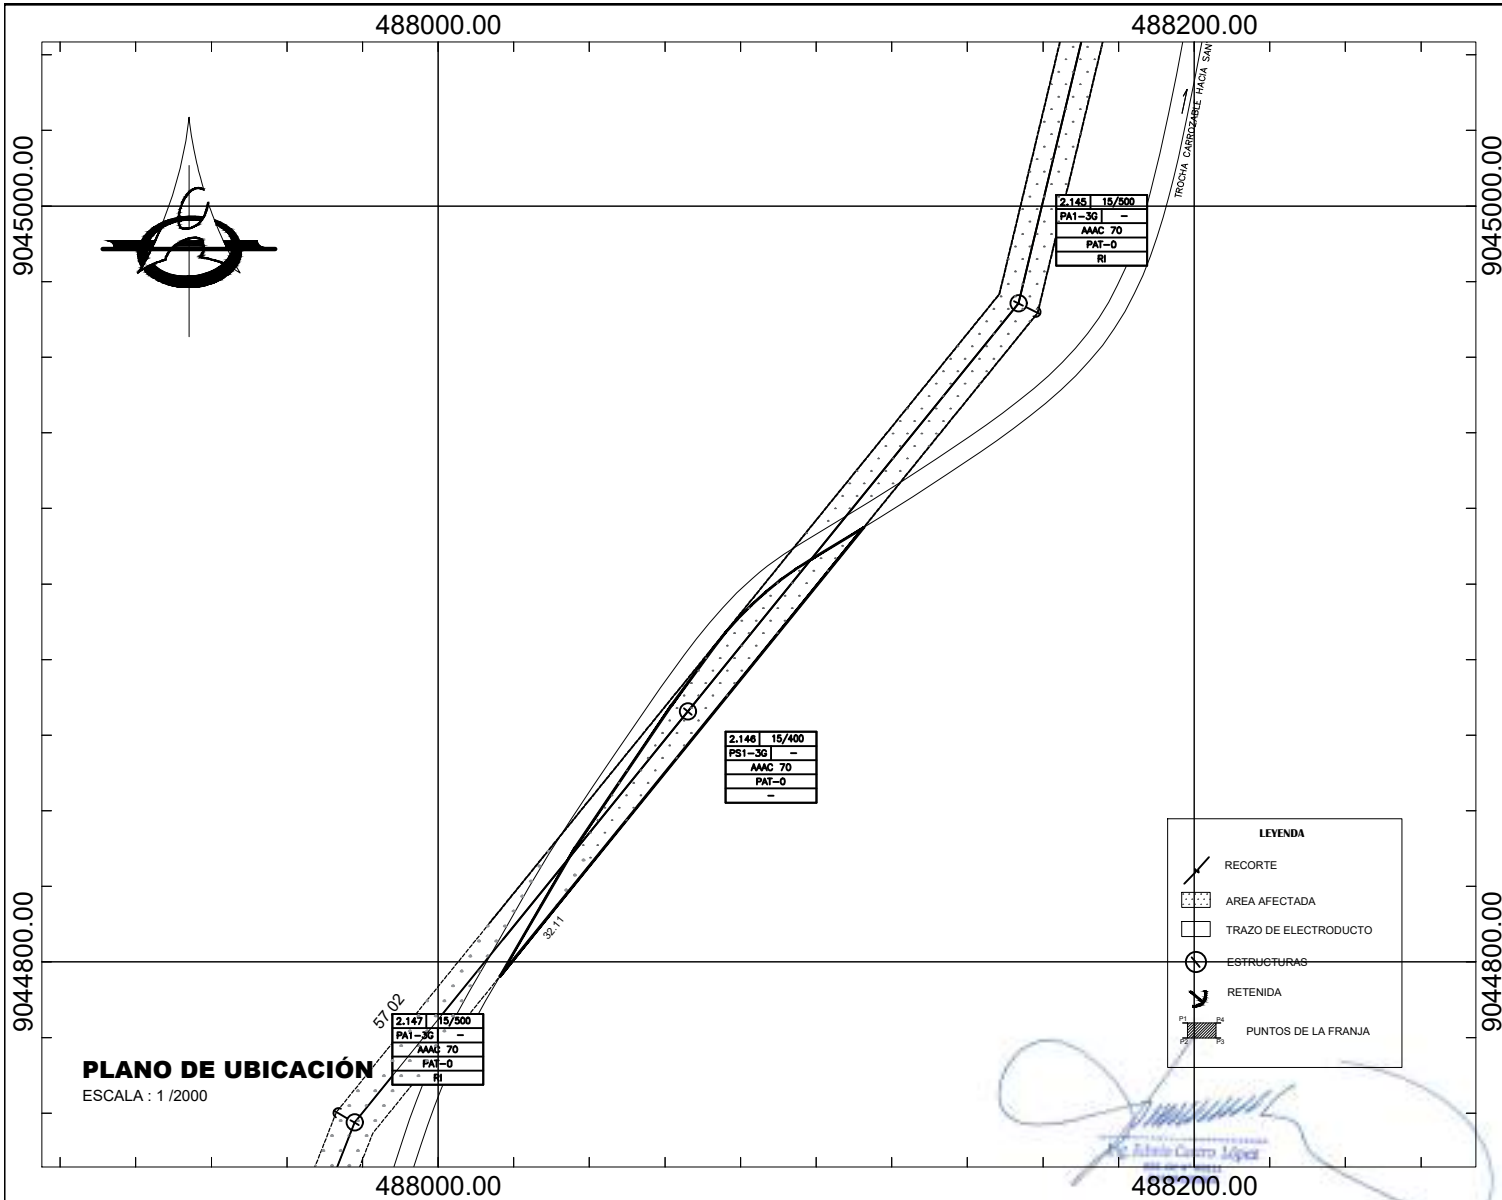 488000.00
488200.00
TROCHA CARROZABLE HACIA SAN
9045000.00
9045000.00
2.145 15/500
PA1-3G -
AAAC 70
PAT-0
RI
2.146 15/400
PS1-3G -
AAAC 70
PAT-0
-
LEYENDA
RECORTE
AREA AFECTADA
TRAZO DE ELECTRODUCTO
ESTRUCTURAS
RETENIDA
P1 P4
P2 P3
PUNTOS DE LA FRANJA
32.11
9044800.00
9044800.00
57.02
2.147 15/500
PA1-3G -
AAAC 70
PAT-0
RI
PLANO DE UBICACIÓN
ESCALA : 1 /2000
López
488000.00
488200.00